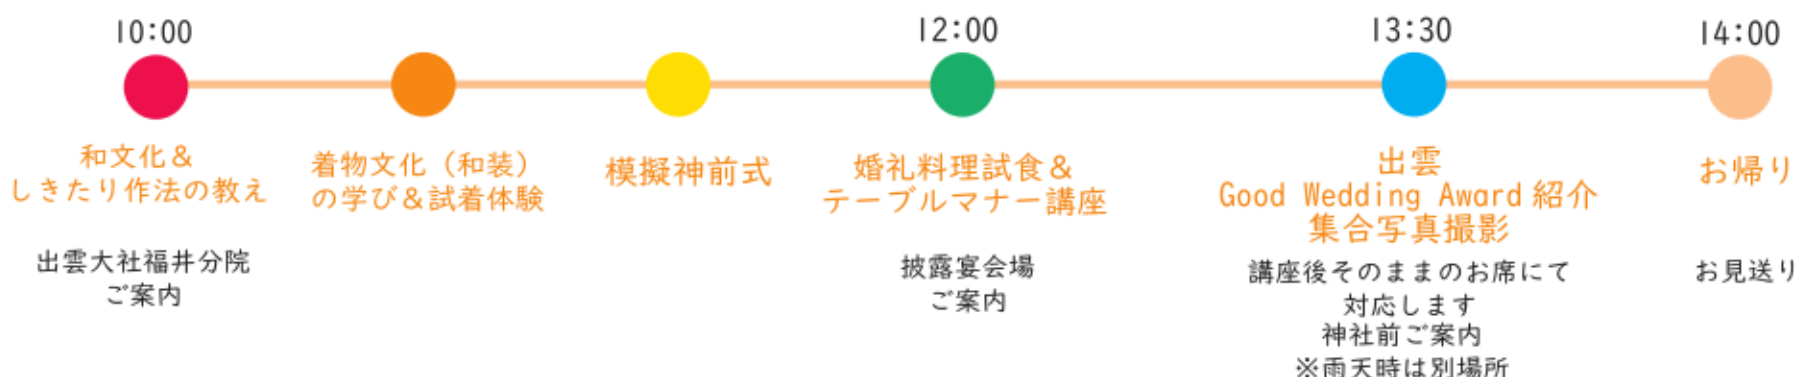 10:00
和文化＆
しきたり作法の教え
出雲大社福井分院
ご案内
着物文化（和装）
の学び＆試着体験
模擬神前式
12:00
婚礼料理試食＆
テーブルマナー講座
披露宴会場
ご案内
13:30
出雲
Good Wedding Award 紹介
集合写真撮影
講座後そのままのお席にて
対応します
神社前ご案内
※雨天時は別場所
14:00
お帰り
お見送り